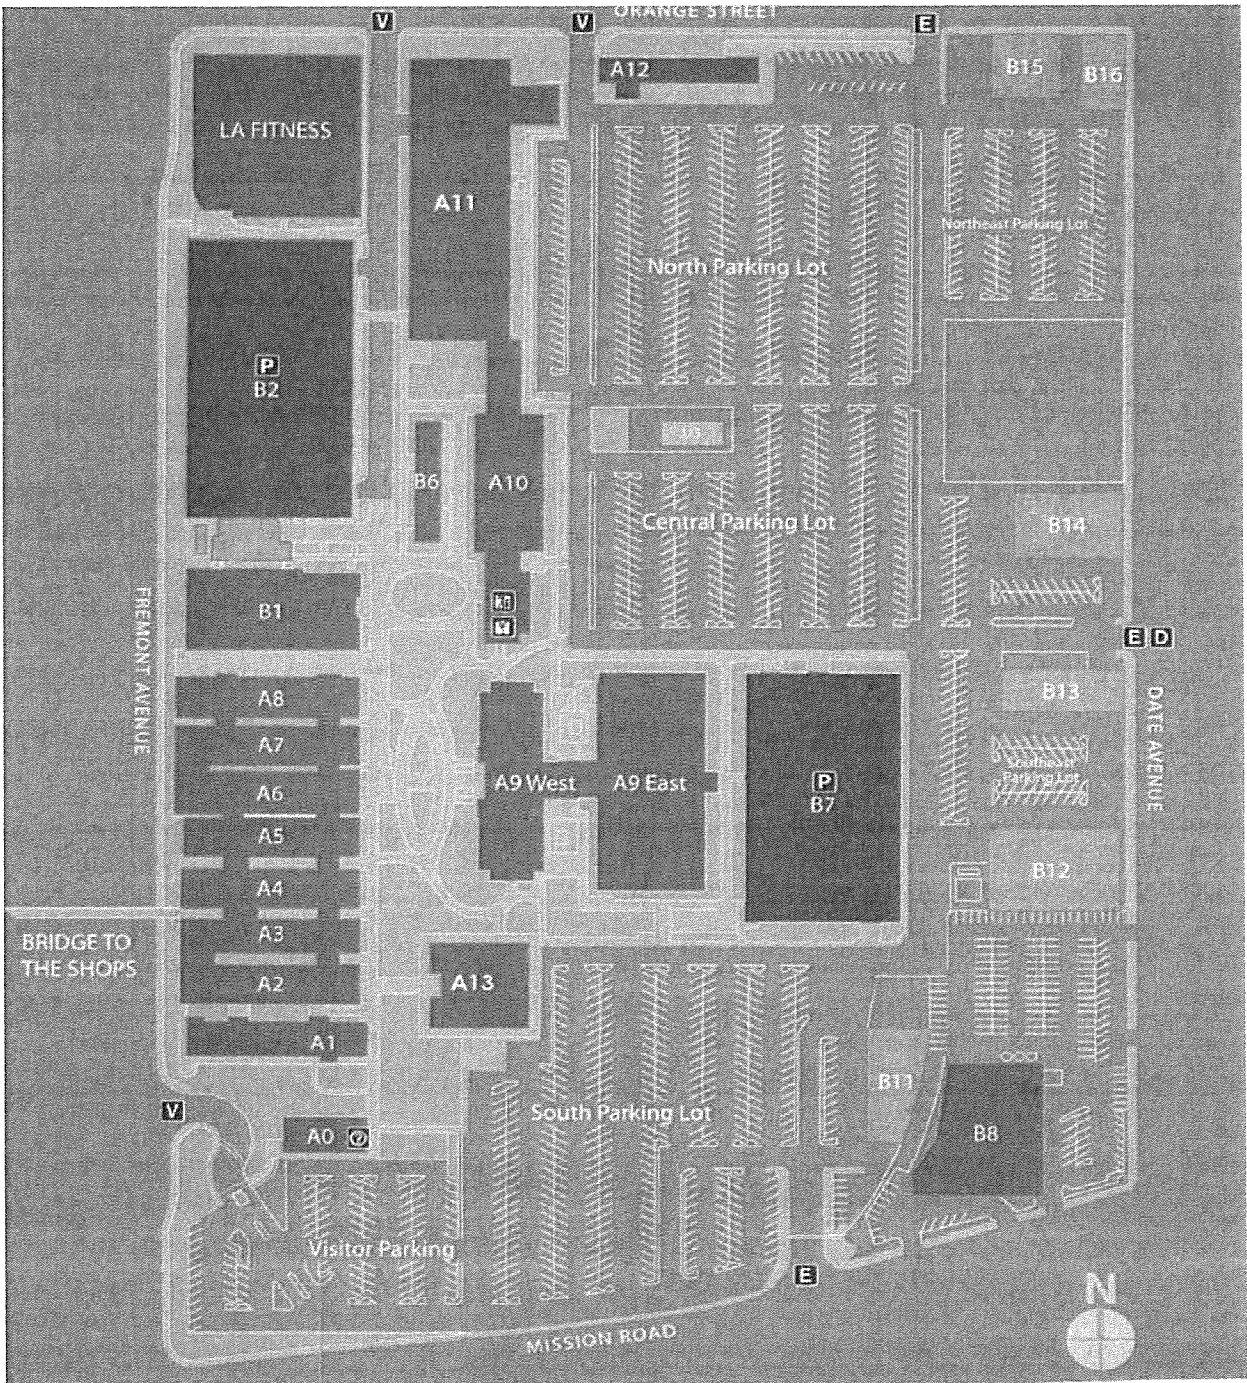 ORANGE STREET
V
V
E
A12
B15
B16
LA FITNESS
A11
Northeast Parking Lot
North Parking Lot
P
B2
B6
A10
Central Parking Lot
B14
B1
FREMONT AVENUE
E D
A8
B13
DATE AVENUE
A7
Southeast
Parking Lot
A9 West
A9 East
P
B7
A6
A5
B12
A4
A3
BRIDGE TO
THE SHOPS
A2
A13
A1
B11
V
South Parking Lot
A0
B8
Visitor Parking
E
N
MISSION ROAD